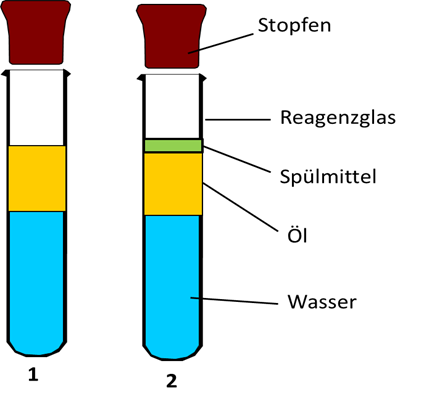 Stopfen
Reagenzglas
Spülmittel
Öl
Wasser
1
2